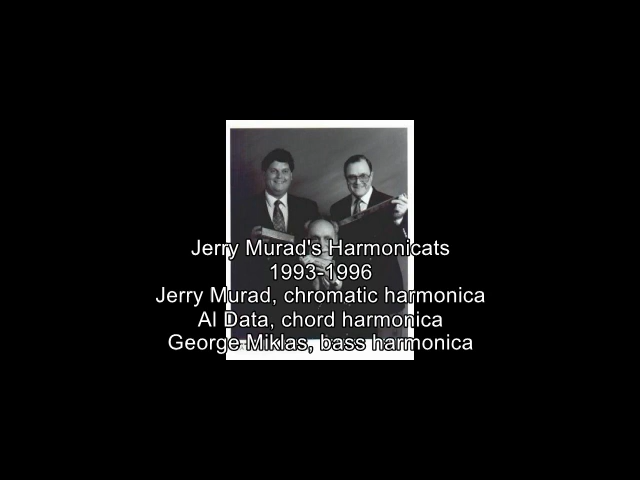 Jerry Murad's Harmonicats
1993-1996
Jerry Murad, chromatic harmonica
Al Data, chord harmonica
George Miklas, bass harmonica